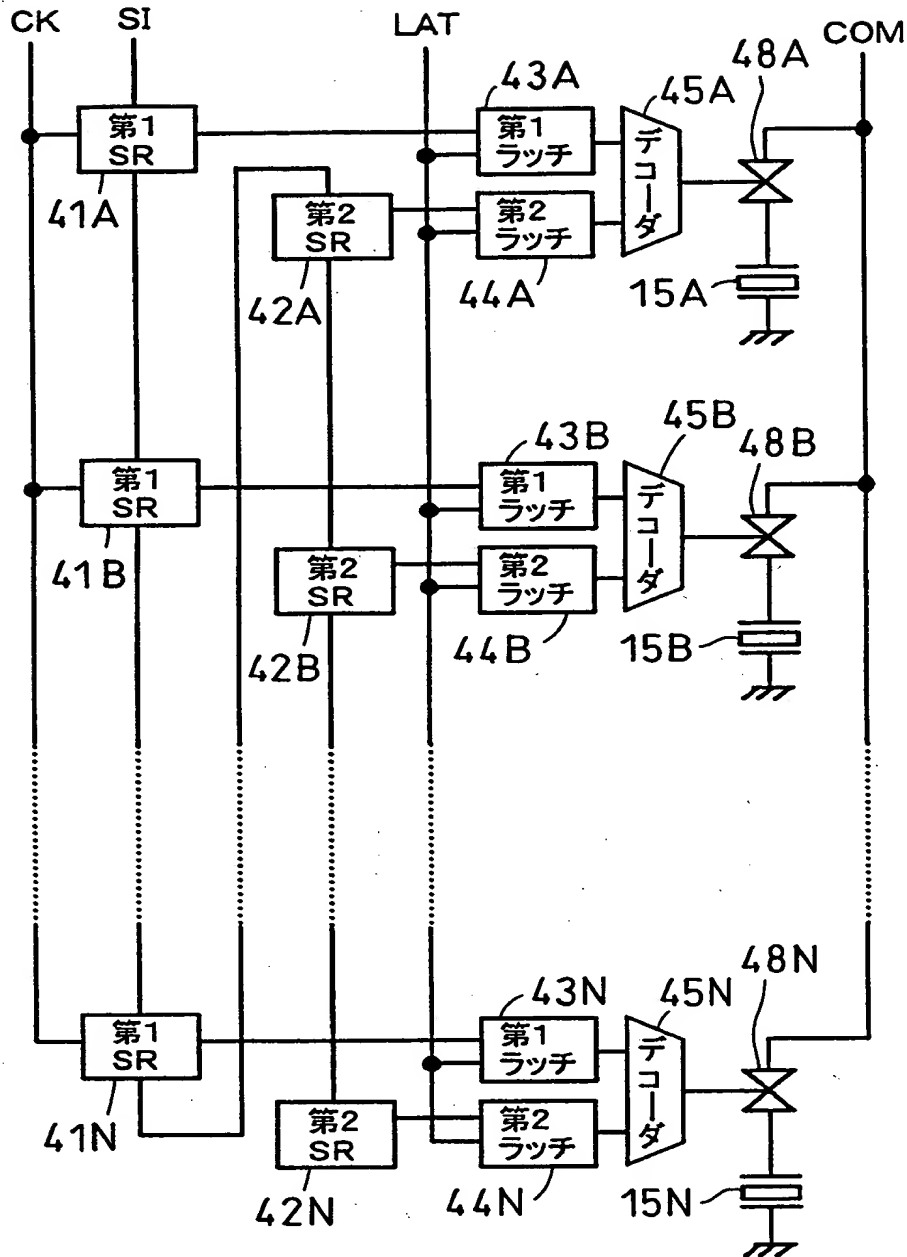 CK
SI
LAT
COM
43A
45A
48A
第1
SR
第1
ラッチ
デコーダ
41A
第2
SR
第2
ラッチ
42A
44A
15A
43B
45B
48B
第1
SR
第1
ラッチ
デコーダ
41B
第2
SR
第2
ラッチ
42B
44B
15B
43N
45N
48N
第1
SR
第1
ラッチ
デコーダ
41N
第2
SR
第2
ラッチ
42N
44N
15N